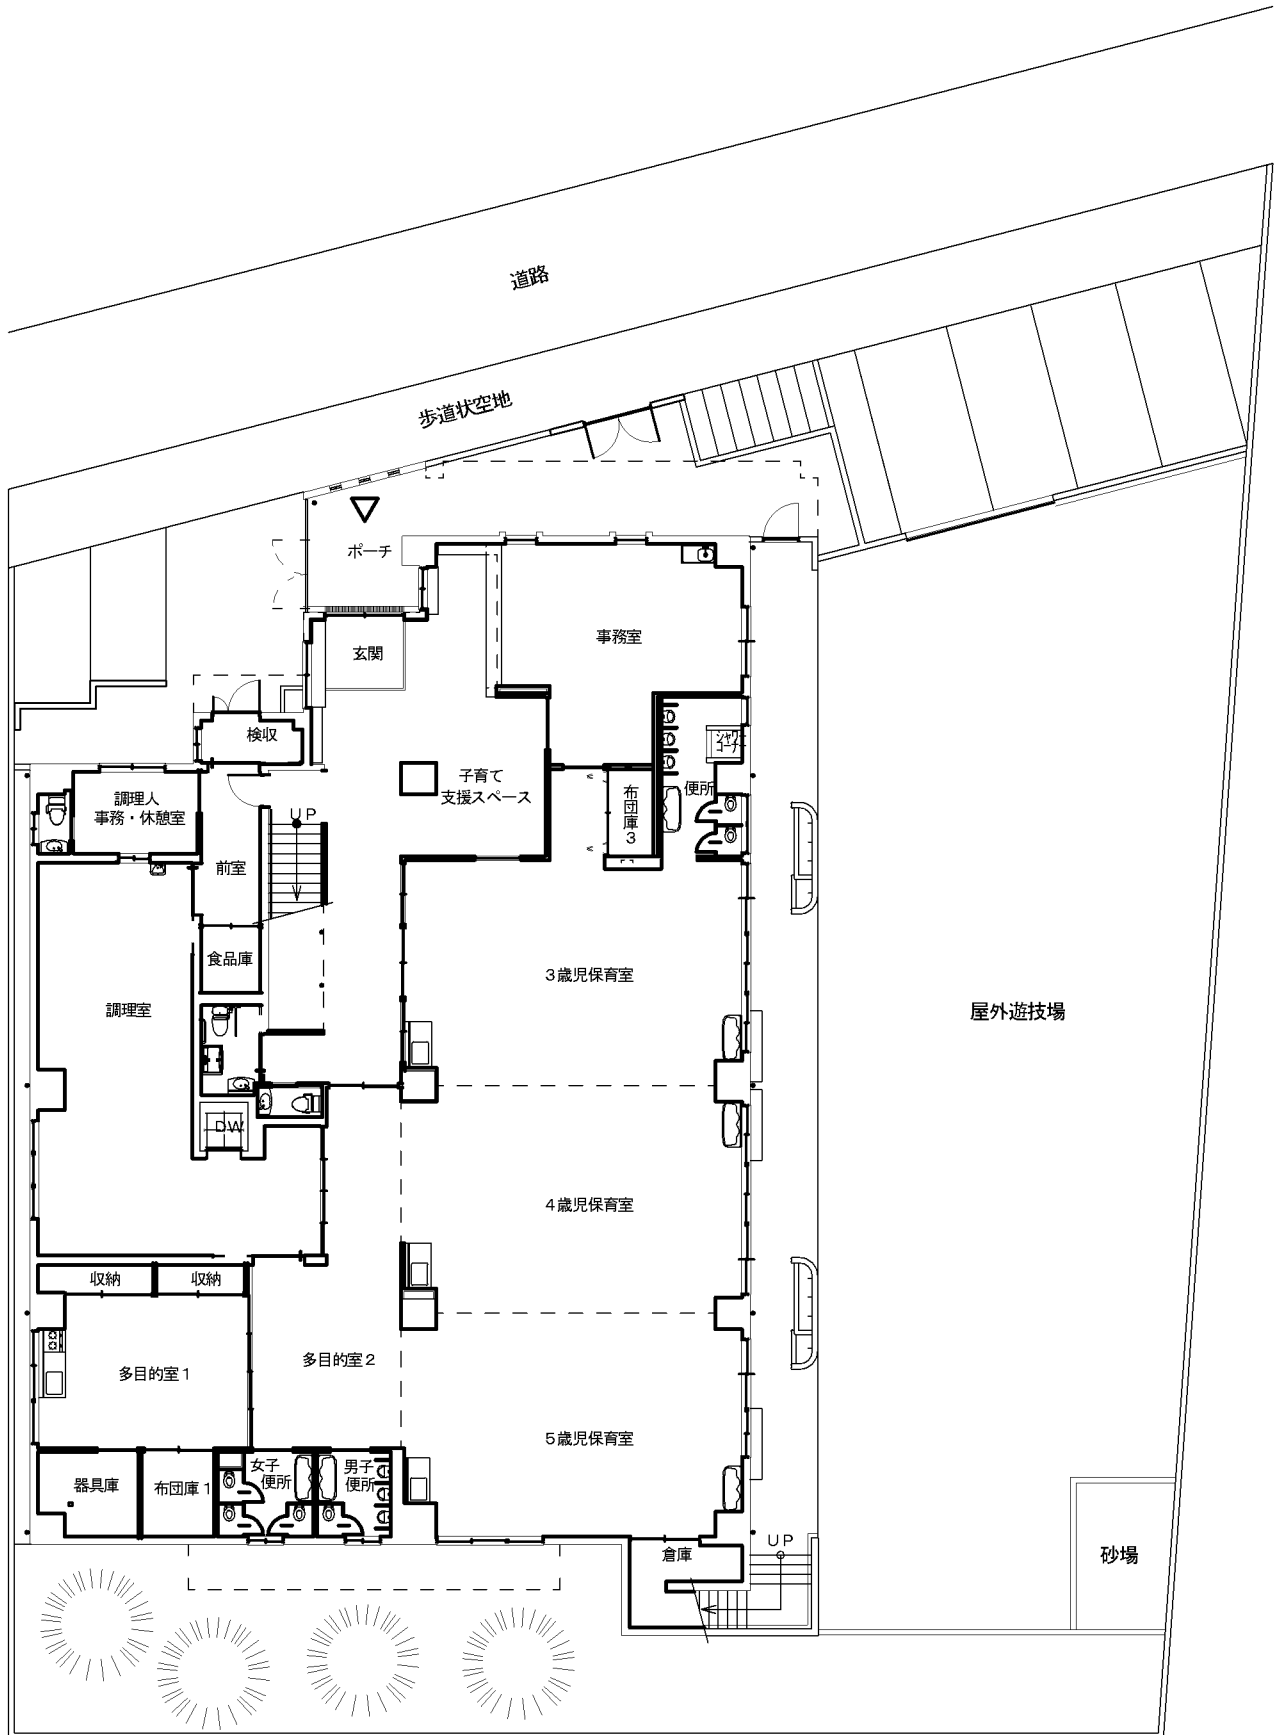 道路
歩道状空地
ポーチ
玄関
事務室
検収
シャワー
コーナー
子育て
支援スペース
布団庫3
便所
調理人
事務・休憩室
UP
前室
食品庫
調理室
3歳児保育室
屋外遊技場
DW
4歳児保育室
収納
収納
多目的室1
多目的室2
5歳児保育室
器具庫
布団庫1
女子
便所
男子
便所
倉庫
UP
砂場